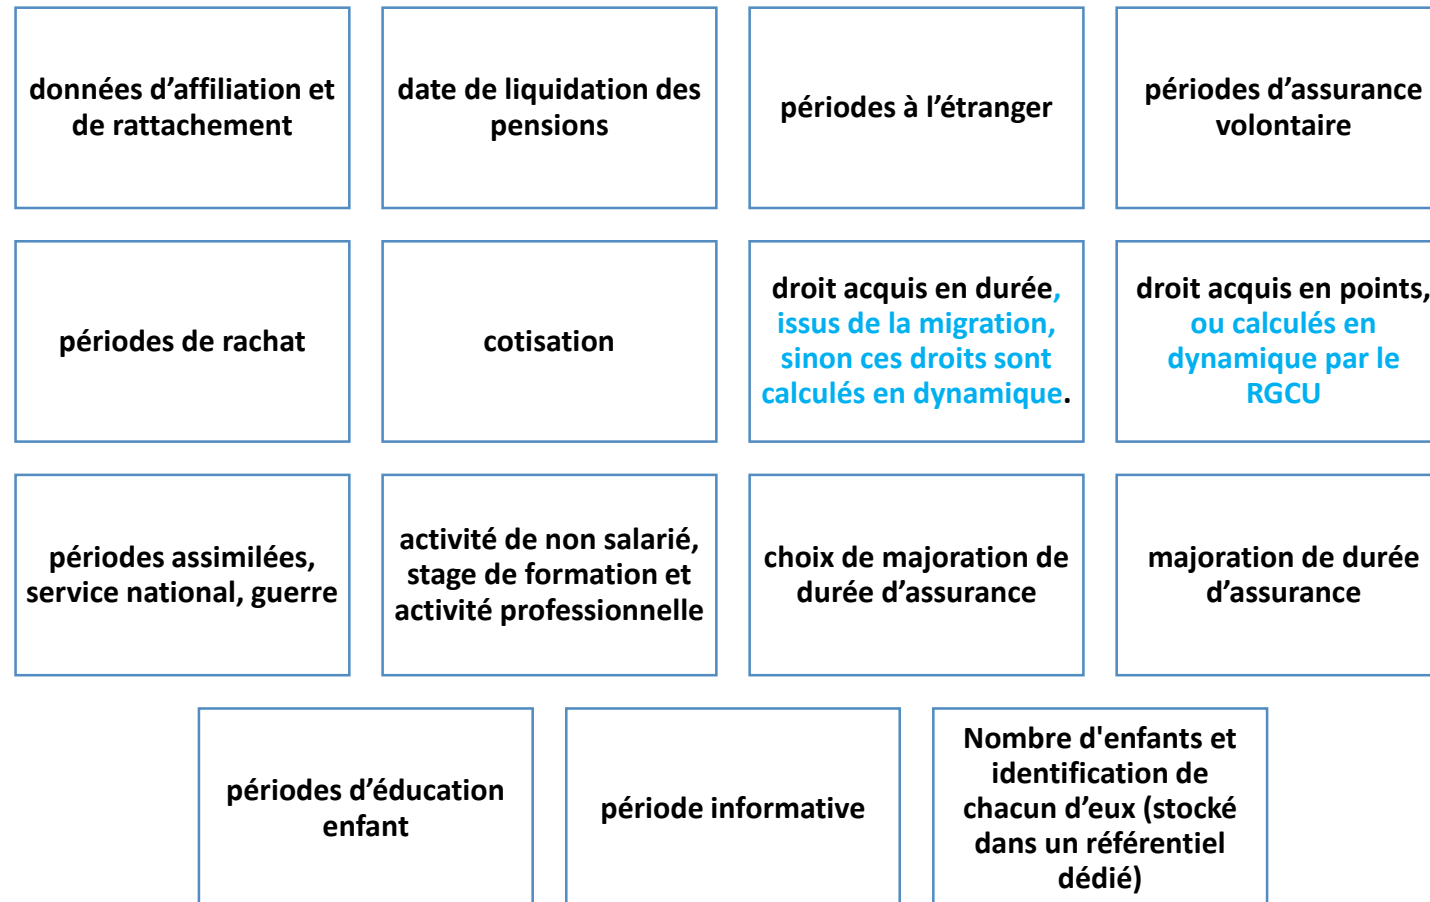 données d’affiliation et
de rattachement
date de liquidation des
pensions
périodes à l’étranger
périodes d’assurance
volontaire
périodes de rachat
cotisation
droit acquis en durée,
issus de la migration,
sinon ces droits sont
calculés en dynamique.
droit acquis en points,
ou calculés en
dynamique par le
RGCU
périodes assimilées,
service national, guerre
activité de non salarié,
stage de formation et
activité professionnelle
choix de majoration de
durée d’assurance
majoration de durée
d’assurance
périodes d’éducation
enfant
période informative
Nombre d'enfants et
identification de
chacun d’eux (stocké
dans un référentiel
dédié)